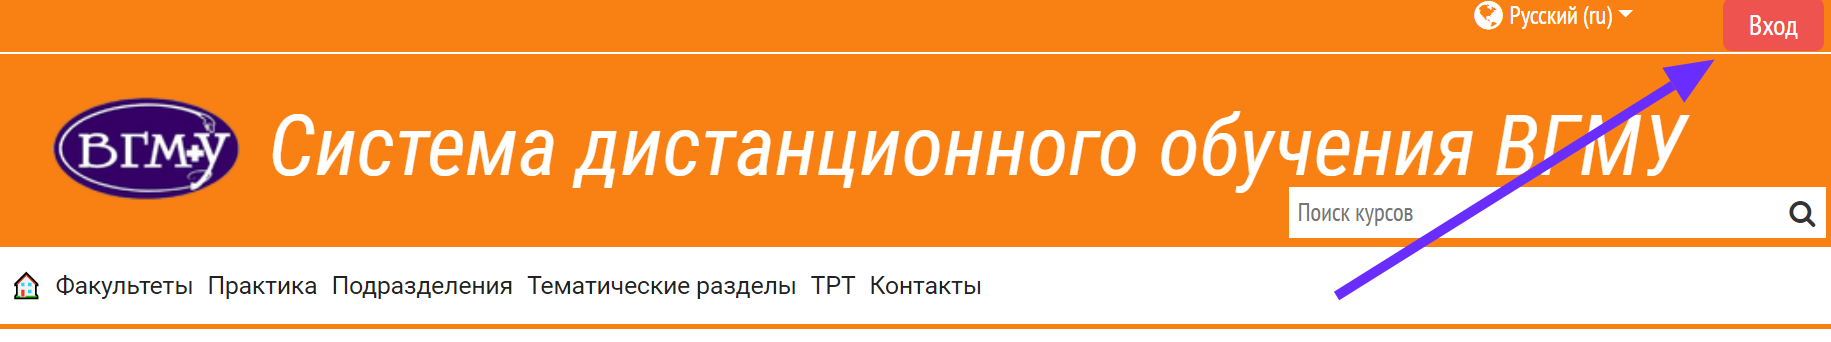 Русский (ru)
Вход
ВГМУ
Система дистанционного обучения ВГМУ
Поиск курсов
Факультеты Практика Подразделения Тематические разделы ТРТ Контакты